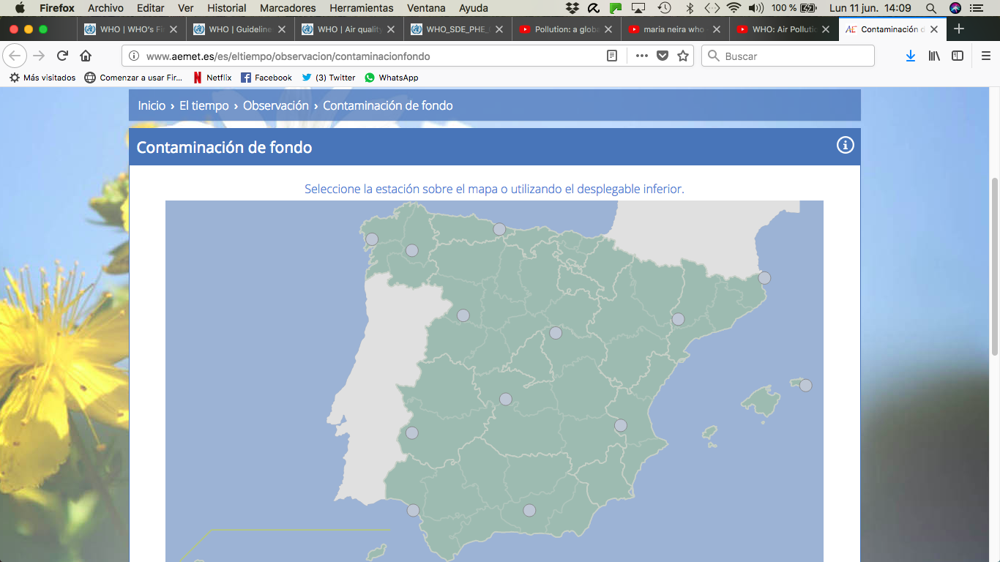 Firefox Archivo Editar Ver Historial Marcadores Herramientas Ventana Ayuda 100 % Lun 11 jun. 14:09
WHO | WHO's Fi WHO | Guideline WHO | Air quality WHO_SDE_PHE_ Pollution: a globa maria neira who WHO: Air Pollutio Contaminación d
www.aemet.es/es/eltiempo/observacion/contaminacionfondo Buscar
Más visitados Comenzar a usar Fir... Netflix Facebook (3) Twitter WhatsApp
Inicio › El tiempo › Observación › Contaminación de fondo
Contaminación de fondo
Seleccione la estación sobre el mapa o utilizando el desplegable inferior.